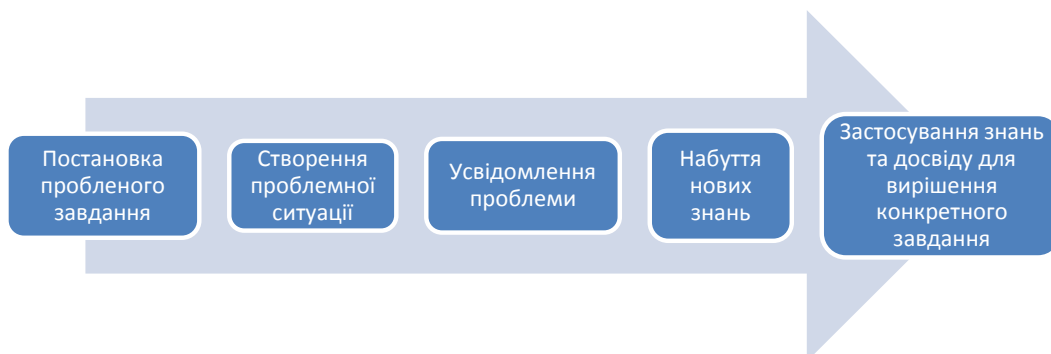 Постановка
пробленого
завдання
Створення
проблемної
ситуації
Усвідомлення
проблеми
Набуття
нових
знань
Застосування знань
та досвіду для
вирішення
конкретного
завдання